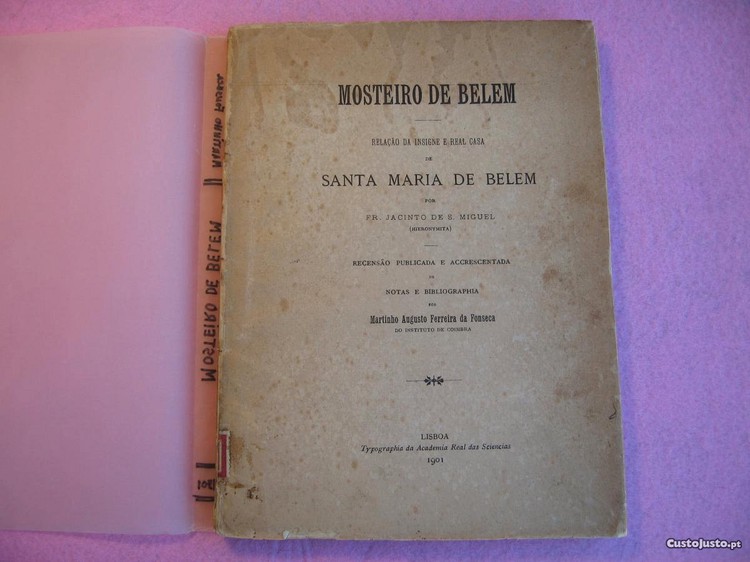 MOSTEIRO DE BELEM
RELAÇÃO DA INSIGNE E REAL CASA
DE
SANTA MARIA DE BELEM
POR
FR. JACINTO DE S. MIGUEL
(HIERONYMITA)
RECENSÃO PUBLICADA E ACCRESCENTADA
DE
NOTAS E BIBLIOGRAPHIA
POR
Martinho Augusto Ferreira da Fonseca
DO INSTITUTO DE COIMBRA
LISBOA
Typographia da Academia Real das Sciencias
1901
MOSTEIRO DE BELEM
CustoJusto.pt